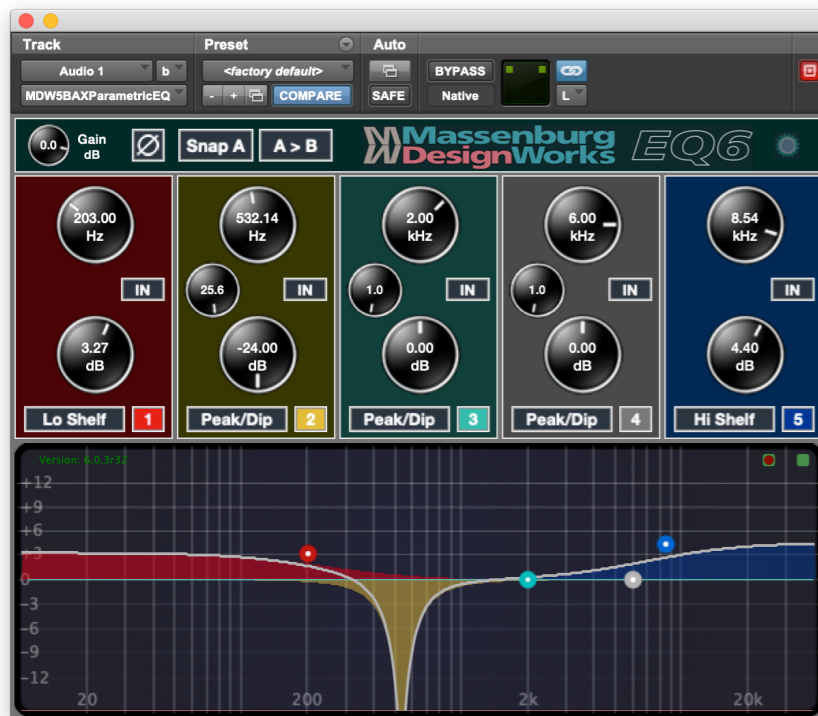 Track Preset Auto
Audio 1 b <factory default> BYPASS
MDW5BAXParametricEQ - + COMPARE SAFE Native L
0.0 Gain dB Ø Snap A A > B Massenburg DesignWorks EQ6
203.00 Hz 532.14 Hz 2.00 kHz 6.00 kHz 8.54 kHz
IN 25.6 IN 1.0 IN 1.0 IN IN
3.27 dB -24.00 dB 0.00 dB 0.00 dB 4.40 dB
Lo Shelf 1 Peak/Dip 2 Peak/Dip 3 Peak/Dip 4 Hi Shelf 5
Version: 6.0.3r32
+12
+9
+6
+3
0
-3
-6
-9
-12
20 200 2k 20k